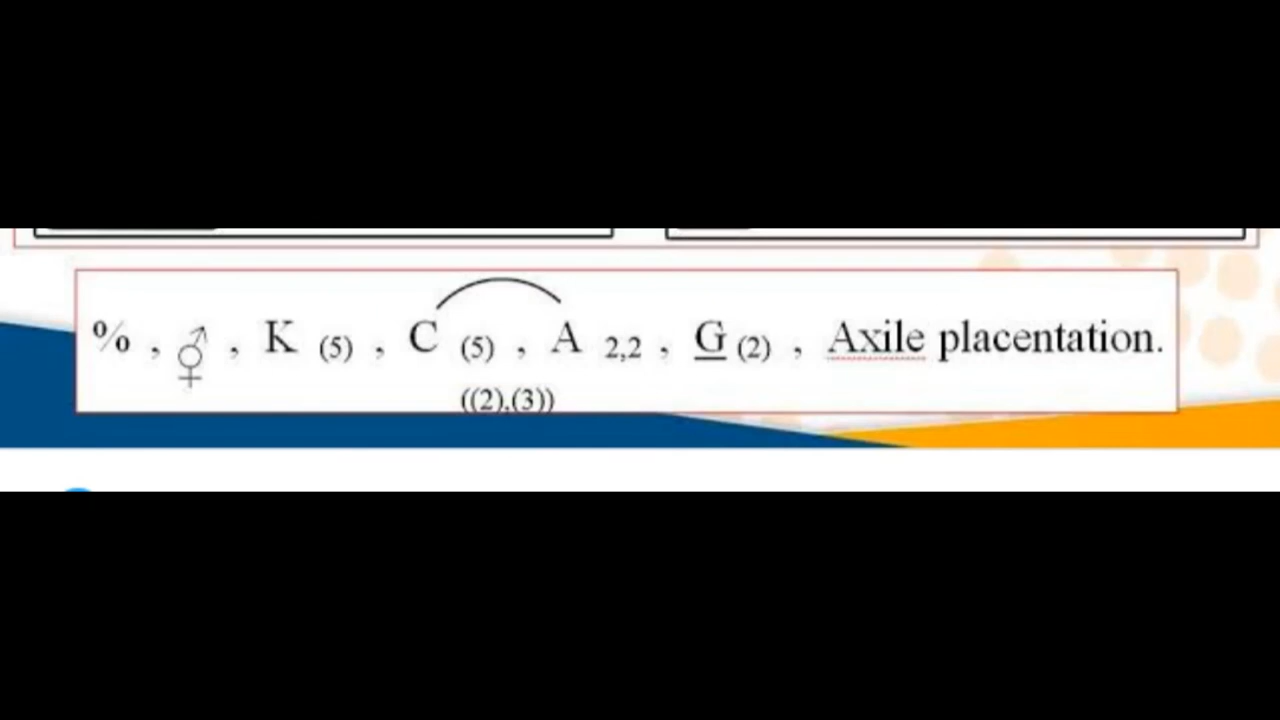 % , ⚥ , K (5) , C (5) , A 2,2 , G (2) , Axile placentation.
((2),(3))